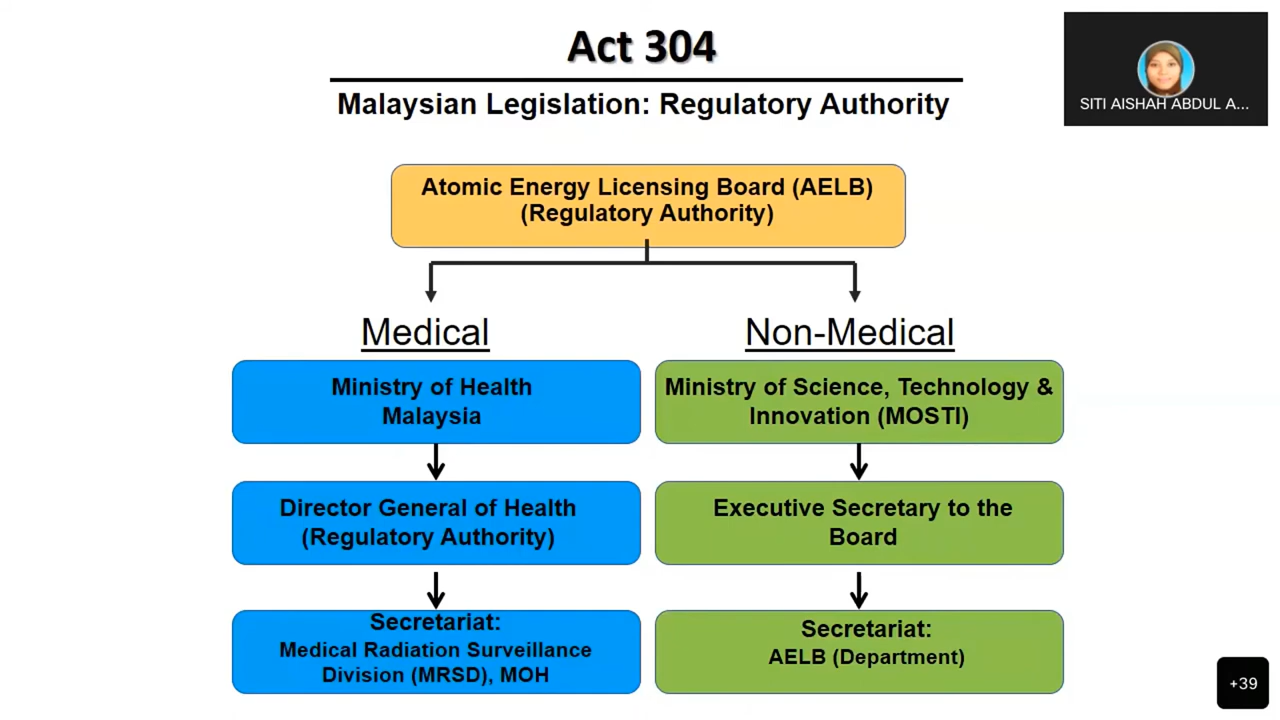 Act 304
Malaysian Legislation: Regulatory Authority
SITI AISHAH ABDUL A...
Atomic Energy Licensing Board (AELB)
(Regulatory Authority)
Medical
Non-Medical
Ministry of Health
Malaysia
Ministry of Science, Technology &
Innovation (MOSTI)
Director General of Health
(Regulatory Authority)
Executive Secretary to the
Board
Secretariat:
Medical Radiation Surveillance
Division (MRSD), MOH
Secretariat:
AELB (Department)
+39